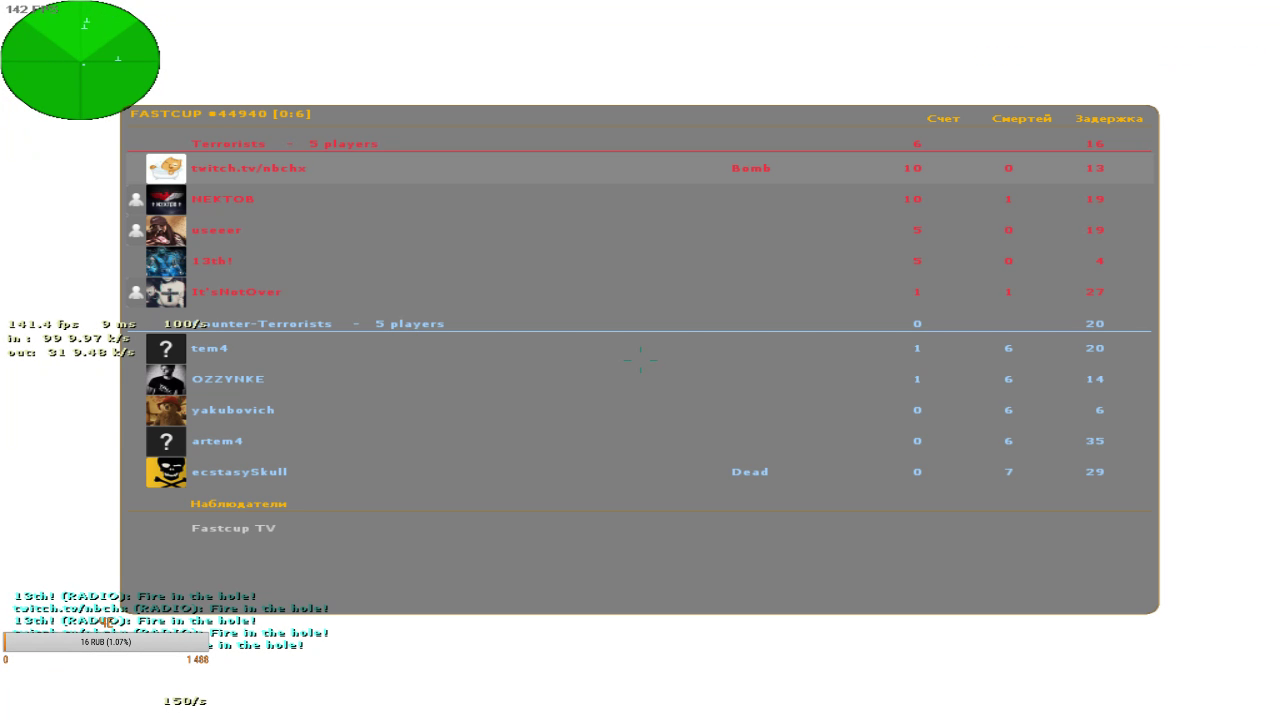 142 FPS
FASTCUP #44940 [0:6]
Счет Смертей Задержка
Terrorists - 5 players 6 16
twitch.tv/nbchx Bomb 10 0 13
NEKTOB 10 1 19
useeer 5 0 19
13th! 5 0 4
It'sNotOver 1 1 27
Counter-Terrorists - 5 players 0 20
141.4 fps 9 ms 100/s
in : 99 9.97 k/s
out: 31 9.48 k/s
? tem4 1 6 20
OZZYNKE 1 6 14
yakubovich 0 6 6
? artem4 0 6 35
ecstasySkull Dead 0 7 29
Наблюдатели
Fastcup TV
13th! (RADIO): Fire in the hole!
twitch.tv/nbchx (RADIO): Fire in the hole!
13th! (RADIO): Fire in the hole!
twitch.tv/nbchx (RADIO): Fire in the hole!
e in the hole!
16 RUB (1.07%)
0 1 488
150/s